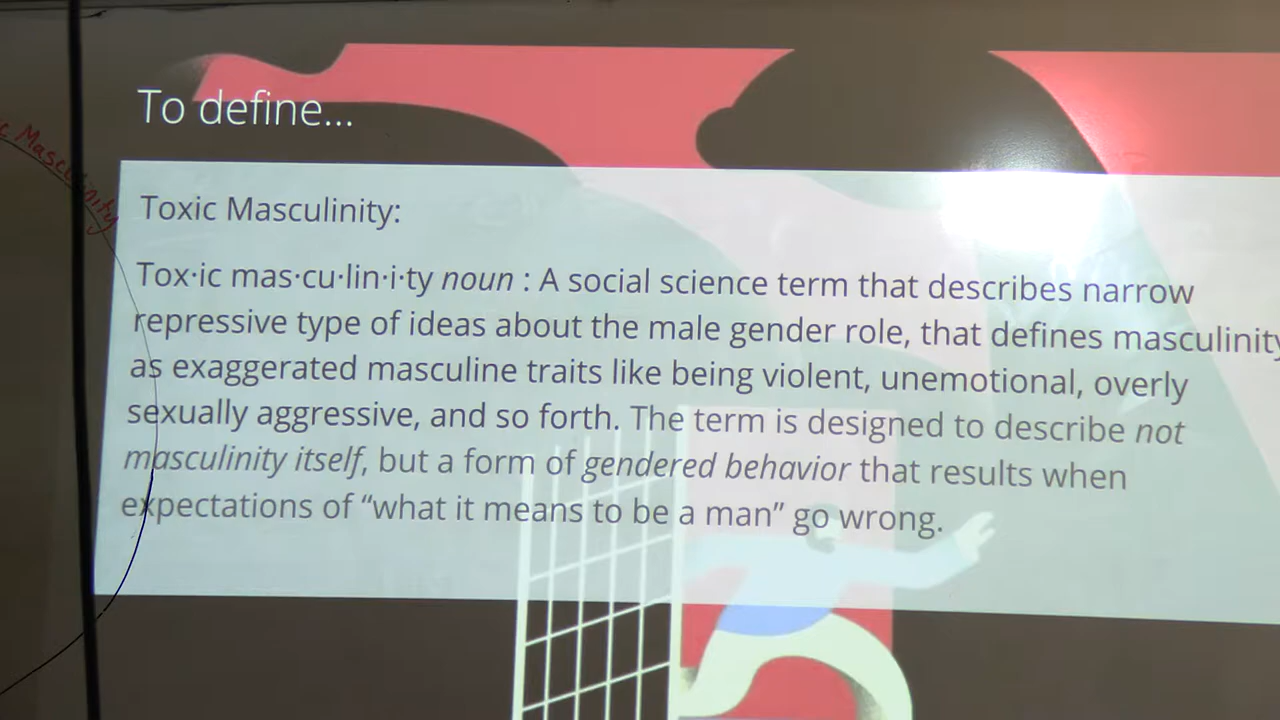 To define...
Masculinity
Toxic Masculinity:
Tox·ic mas·cu·lin·i·ty noun : A social science term that describes narrow
repressive type of ideas about the male gender role, that defines masculinity
as exaggerated masculine traits like being violent, unemotional, overly
sexually aggressive, and so forth. The term is designed to describe not
masculinity itself, but a form of gendered behavior that results when
expectations of “what it means to be a man” go wrong.